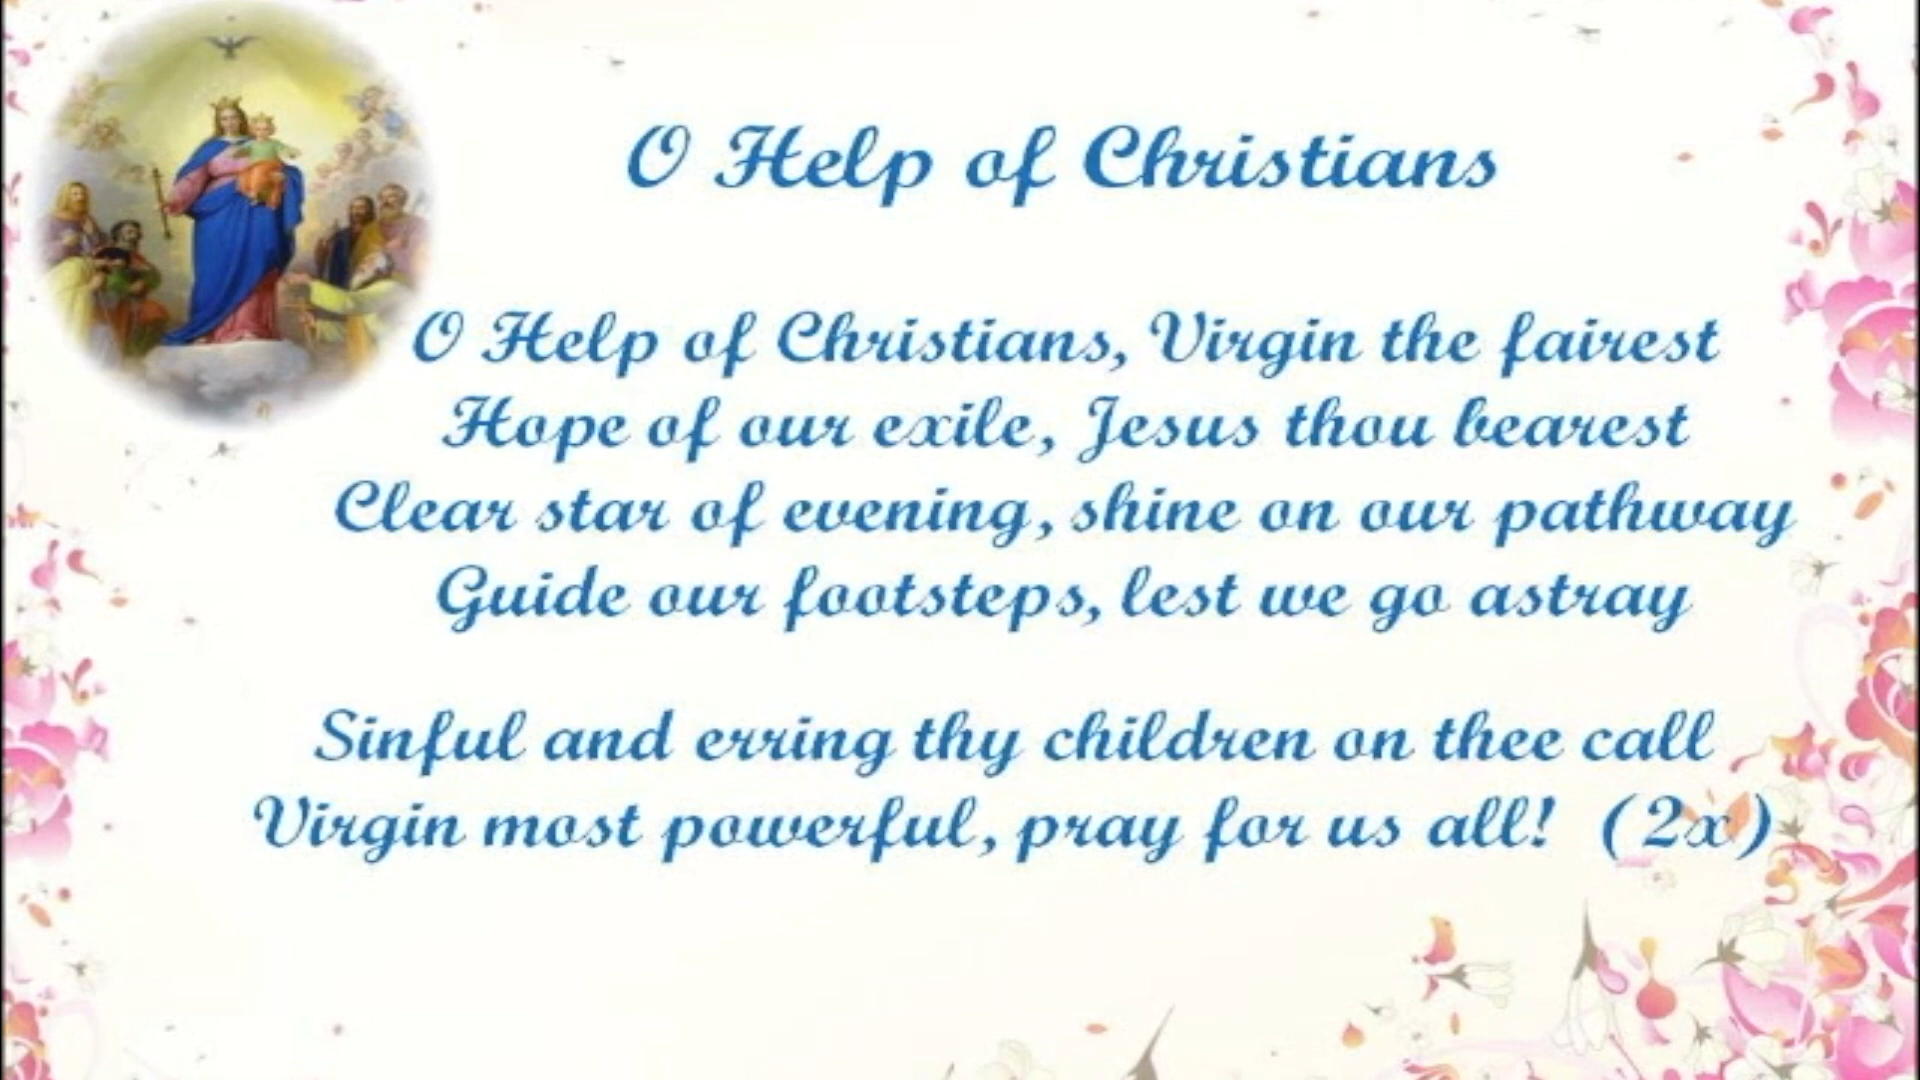 O Help of Christians
O Help of Christians, Virgin the fairest
Hope of our exile, Jesus thou bearest
Clear star of evening, shine on our pathway
Guide our footsteps, lest we go astray
Sinful and erring thy children on thee call
Virgin most powerful, pray for us all! (2x)